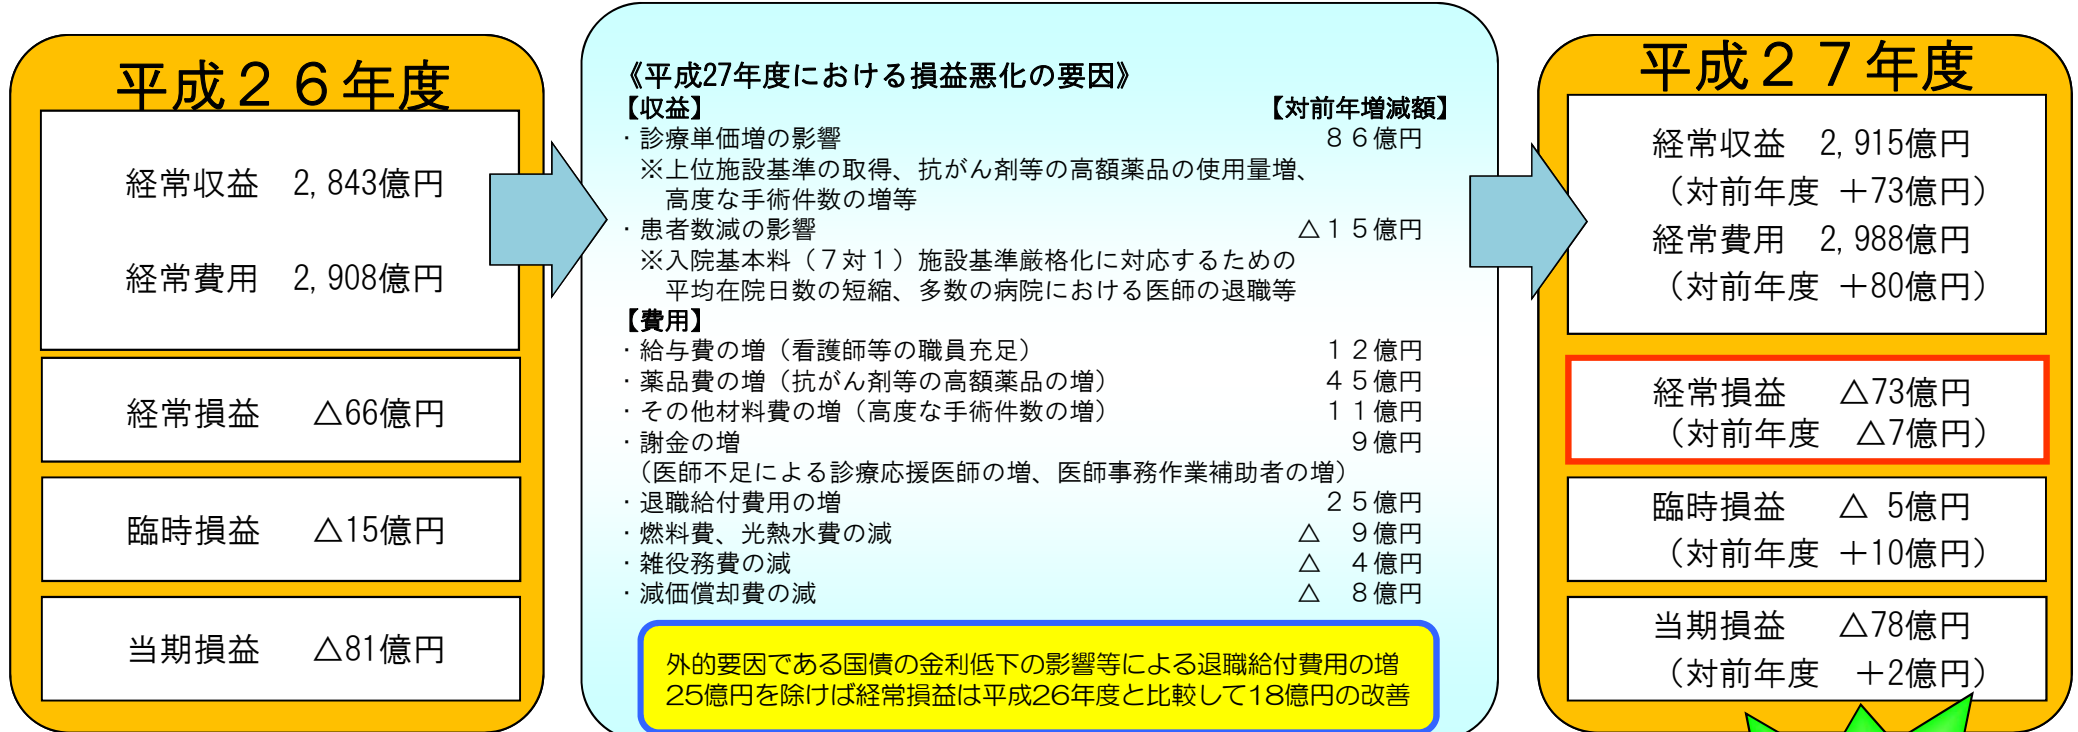 平成２６年度
経常収益　2,843億円
経常費用　2,908億円
経常損益　△66億円
臨時損益　△15億円
当期損益　△81億円
《平成27年度における損益悪化の要因》
【収益】　【対前年増減額】
・診療単価増の影響　８６億円
※上位施設基準の取得、抗がん剤等の高額薬品の使用量増、
高度な手術件数の増等
・患者数減の影響　△１５億円
※入院基本料（７対１）施設基準厳格化に対応するための
平均在院日数の短縮、多数の病院における医師の退職等
【費用】
・給与費の増（看護師等の職員充足）　１２億円
・薬品費の増（抗がん剤等の高額薬品の増）　４５億円
・その他材料費の増（高度な手術件数の増）　１１億円
・謝金の増　９億円
（医師不足による診療応援医師の増、医師事務作業補助者の増）
・退職給付費用の増　２５億円
・燃料費、光熱水費の減　△　９億円
・雑役務費の減　△　４億円
・減価償却費の減　△　８億円
外的要因である国債の金利低下の影響等による退職給付費用の増
25億円を除けば経常損益は平成26年度と比較して18億円の改善
平成２７年度
経常収益　2,915億円
（対前年度　＋73億円）
経常費用　2,988億円
（対前年度　＋80億円）
経常損益　△73億円
（対前年度　△7億円）
臨時損益　△ 5億円
（対前年度　＋10億円）
当期損益　△78億円
（対前年度　＋2億円）